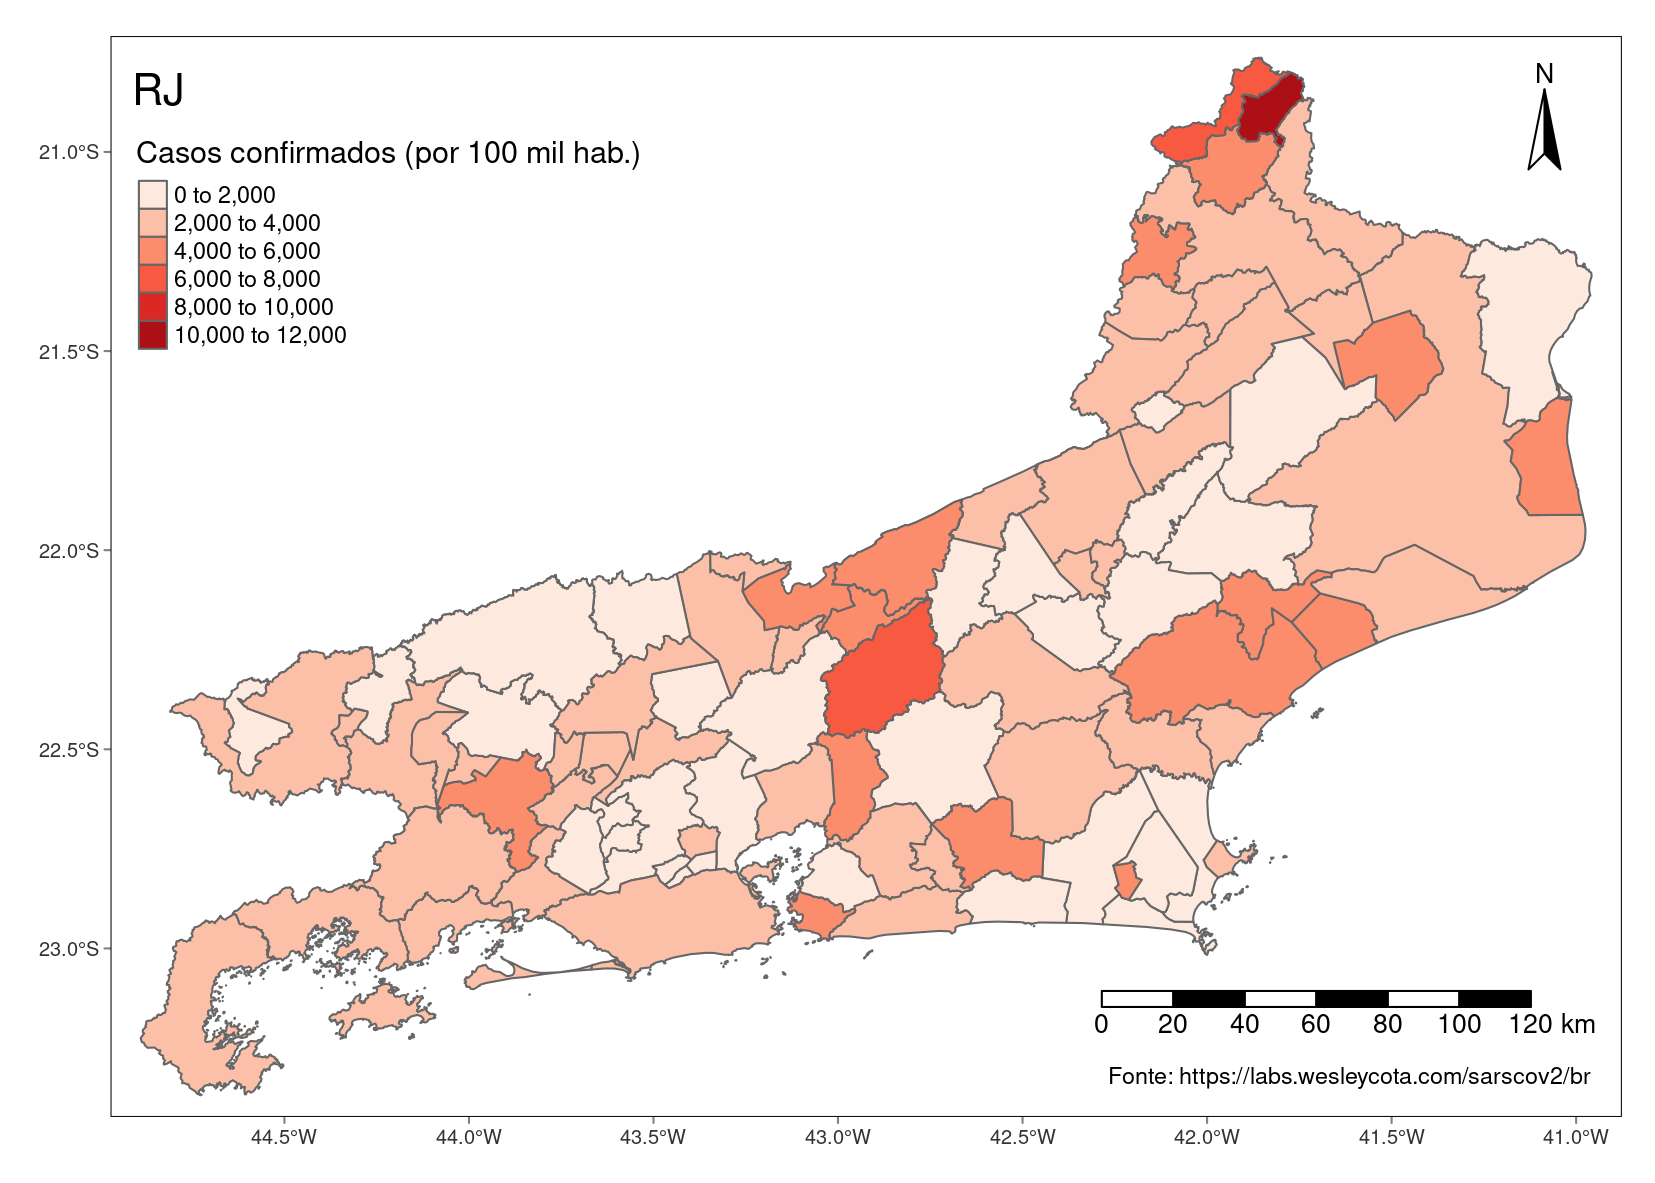 RJ
N
Casos confirmados (por 100 mil hab.)
0 to 2,000
2,000 to 4,000
4,000 to 6,000
6,000 to 8,000
8,000 to 10,000
10,000 to 12,000
21.0°S
21.5°S
22.0°S
22.5°S
23.0°S
0 20 40 60 80 100 120 km
Fonte: https://labs.wesleycota.com/sarscov2/br
44.5°W 44.0°W 43.5°W 43.0°W 42.5°W 42.0°W 41.5°W 41.0°W